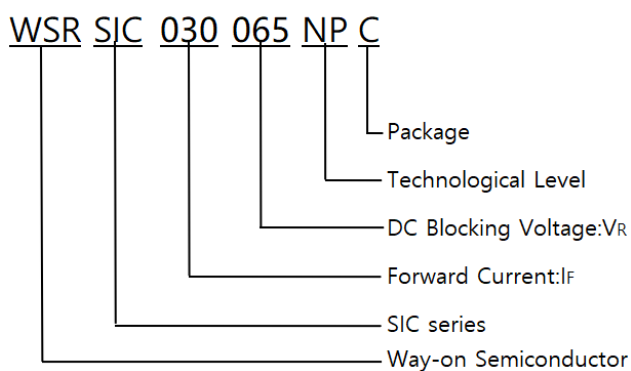 WSR SIC 030 065 NP C
Package
Technological Level
DC Blocking Voltage:VR
Forward Current:IF
SIC series
Way-on Semiconductor